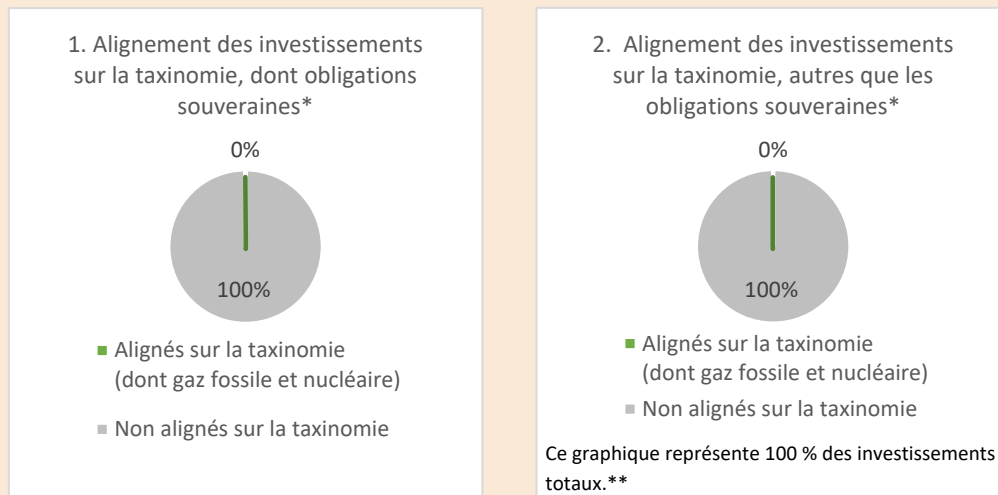 1. Alignement des investissements
sur la taxinomie, dont obligations
souveraines*
0%
100%
Alignés sur la taxinomie
(dont gaz fossile et nucléaire)
Non alignés sur la taxinomie
2. Alignement des investissements
sur la taxinomie, autres que les
obligations souveraines*
0%
100%
Alignés sur la taxinomie
(dont gaz fossile et nucléaire)
Non alignés sur la taxinomie
Ce graphique représente 100 % des investissements
totaux.**